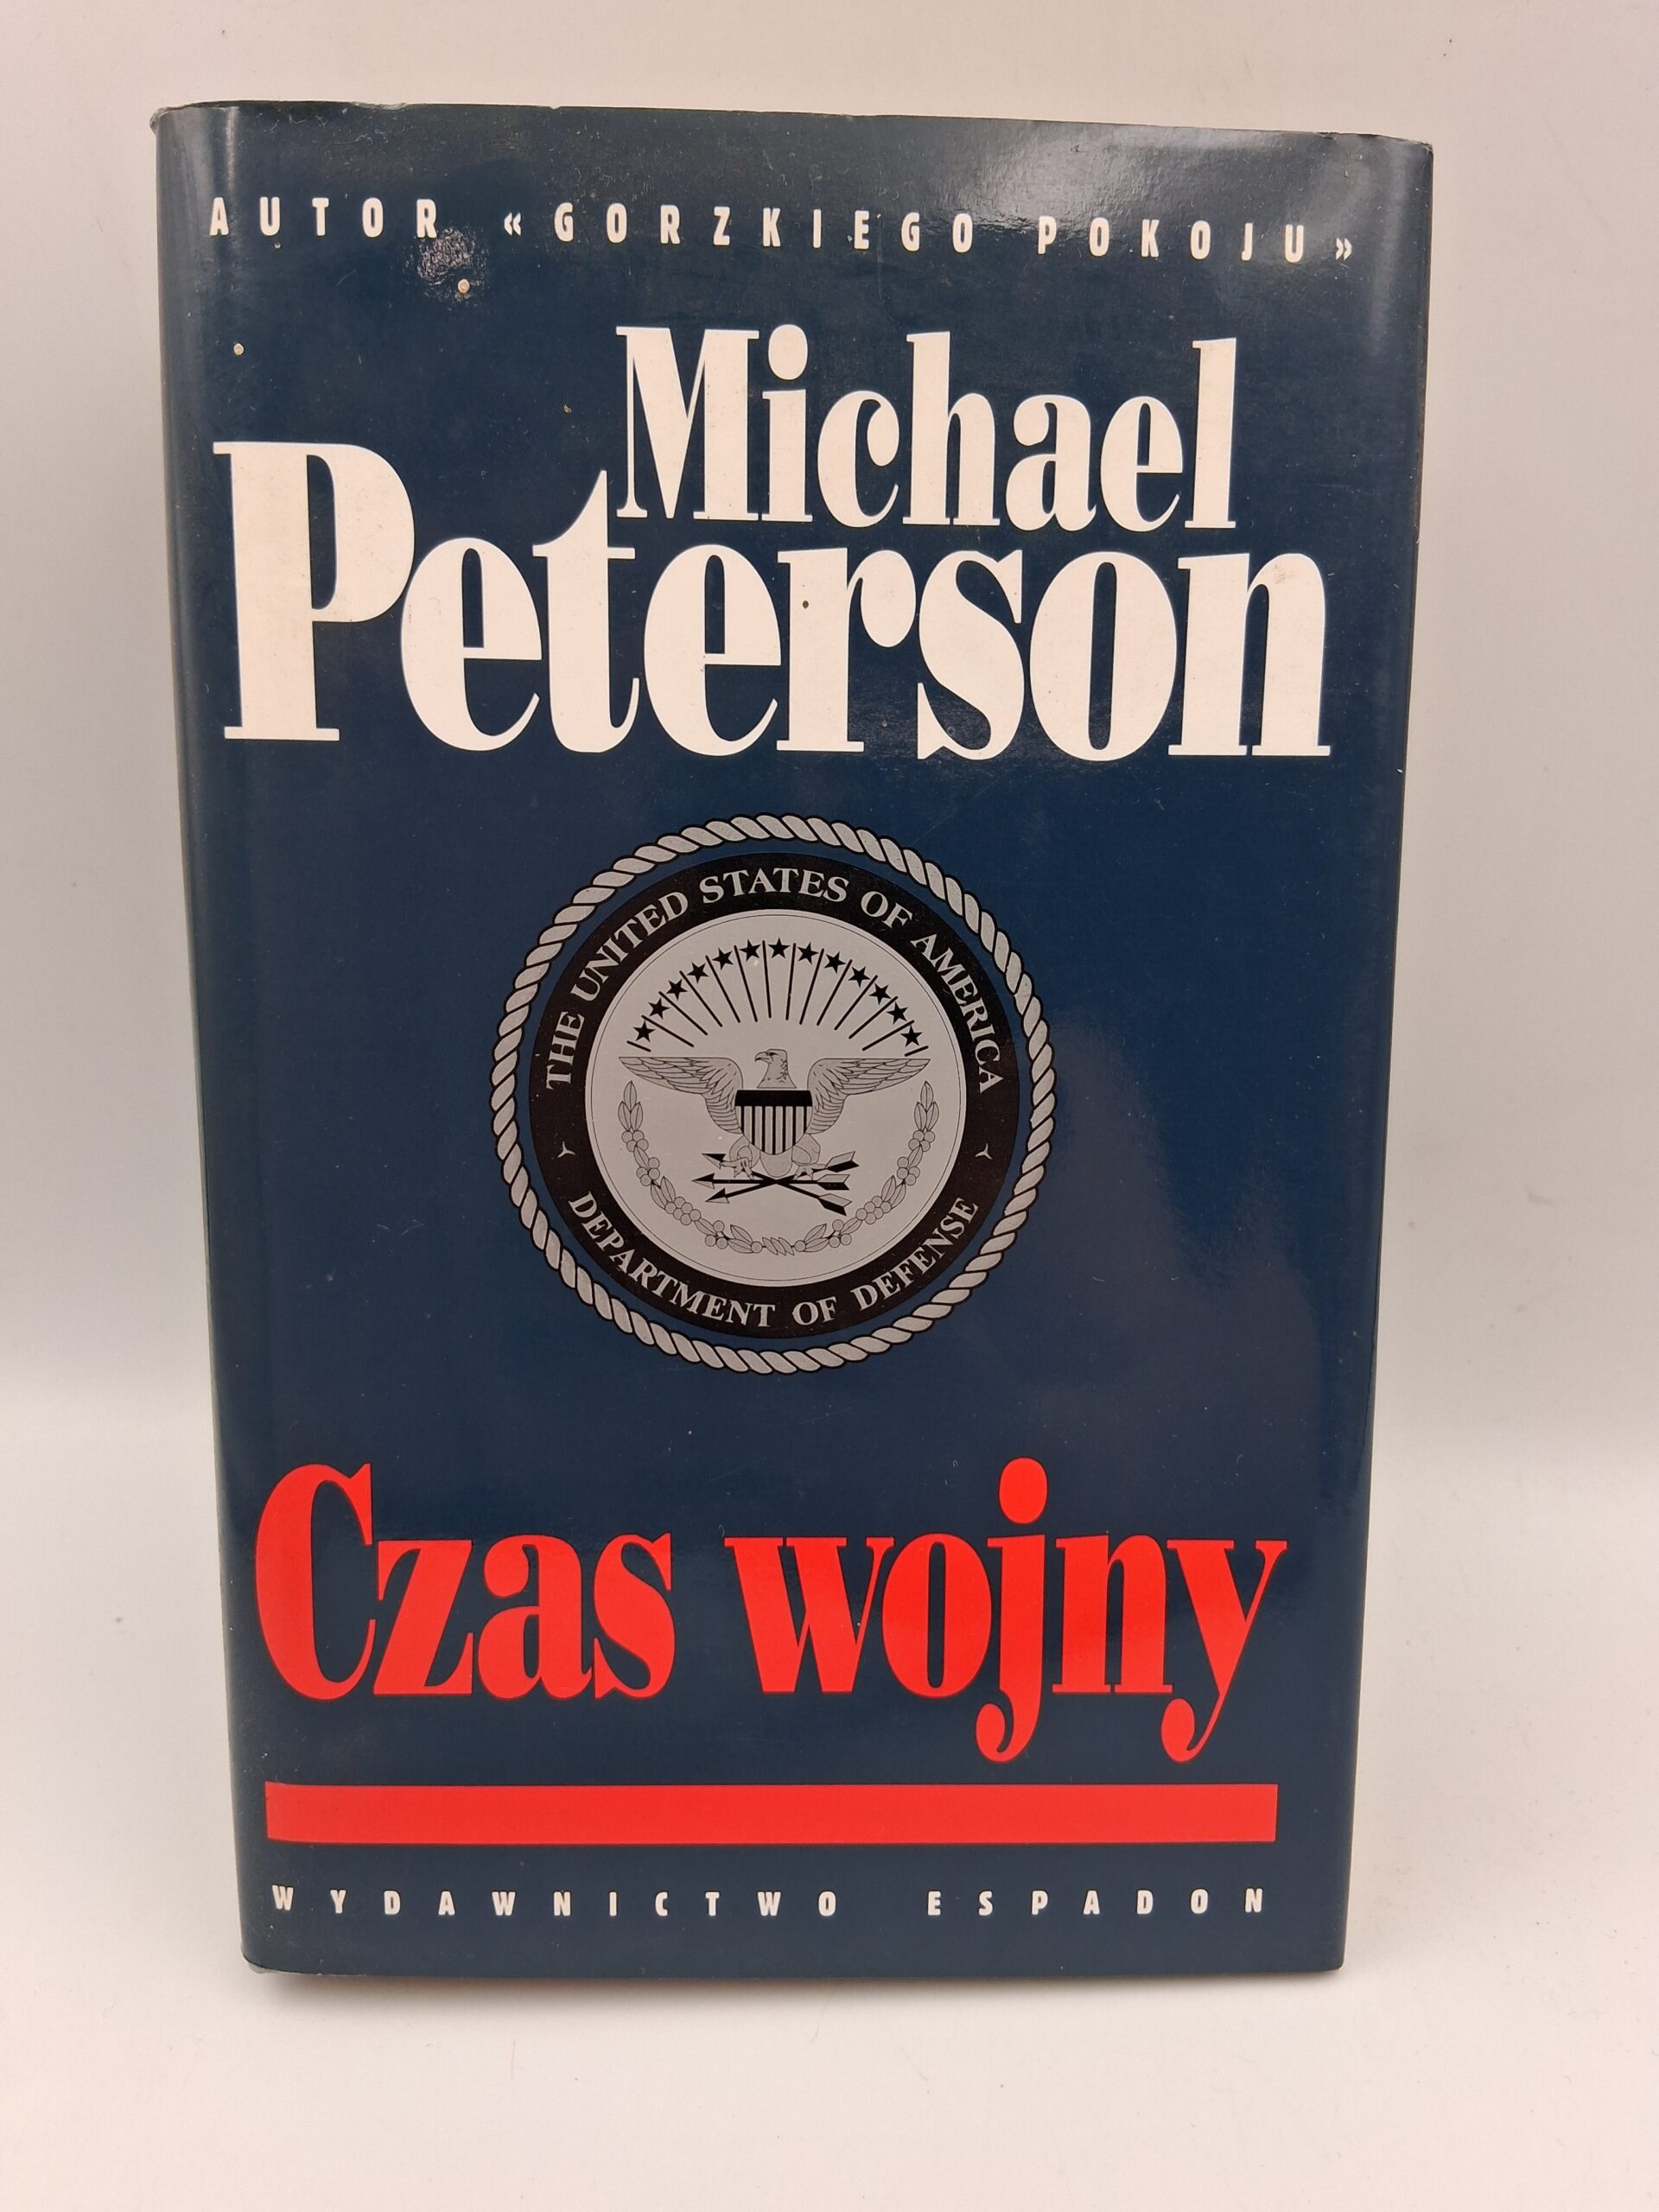 AUTOR «GORZKIEGO POKOJU»
Michael
Peterson
THE UNITED STATES OF AMERICA
DEPARTMENT OF DEFENSE
Czas wojny
WYDAWNICTWO ESPADON